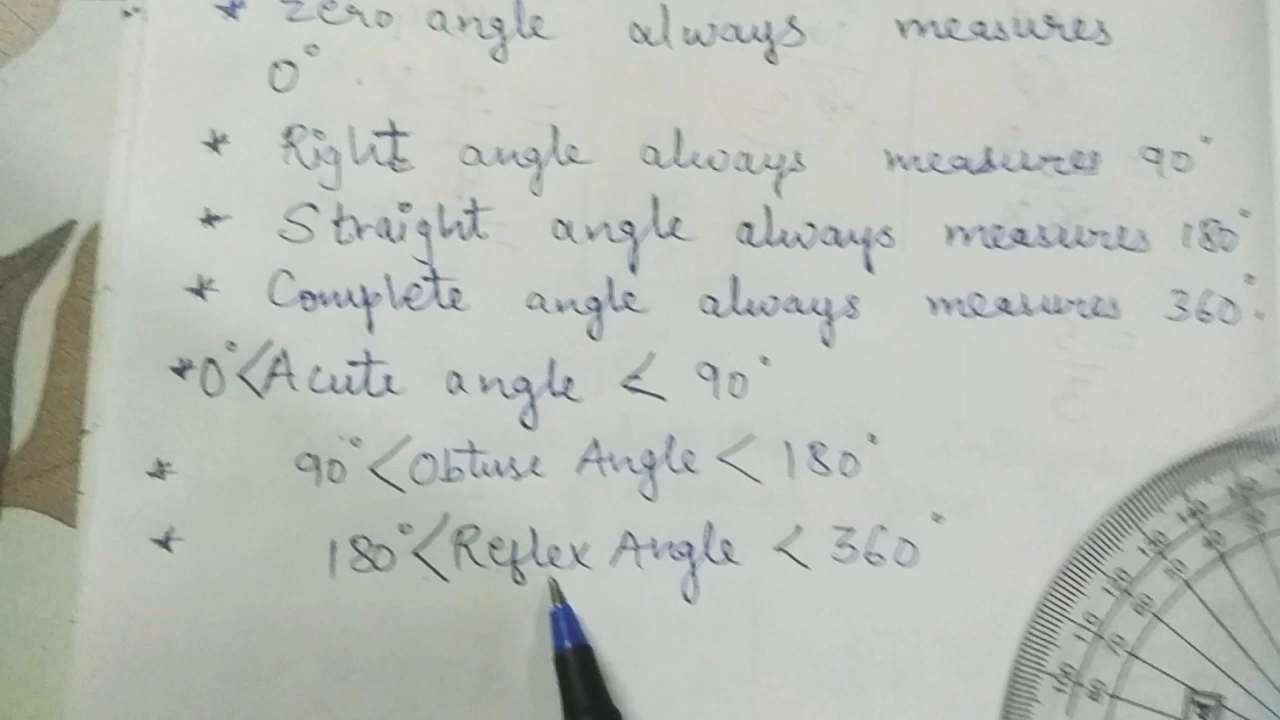 * Zero angle always measures
0°
* Right angle always measures 90°
* Straight angle always measures 180°
* Complete angle always measures 360°.
* 0° < Acute angle < 90°
* 90° < Obtuse Angle < 180°
* 180° < Reflex Angle < 360°